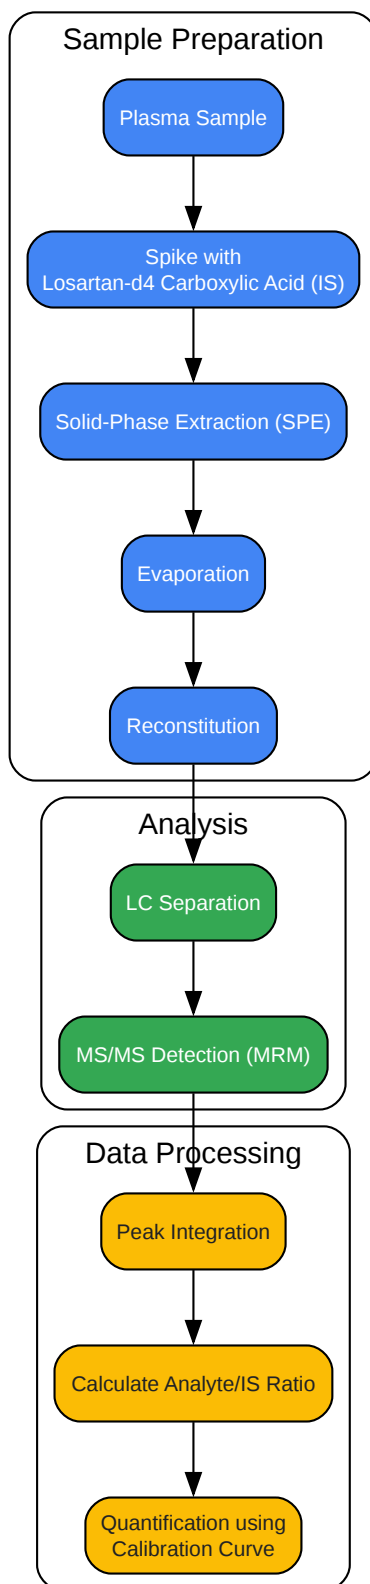 Sample Preparation
Plasma Sample
Spike with
Losartan-d4 Carboxylic Acid (IS)
Solid-Phase Extraction (SPE)
Evaporation
Reconstitution
Analysis
LC Separation
MS/MS Detection (MRM)
Data Processing
Peak Integration
Calculate Analyte/IS Ratio
Quantification using
Calibration Curve